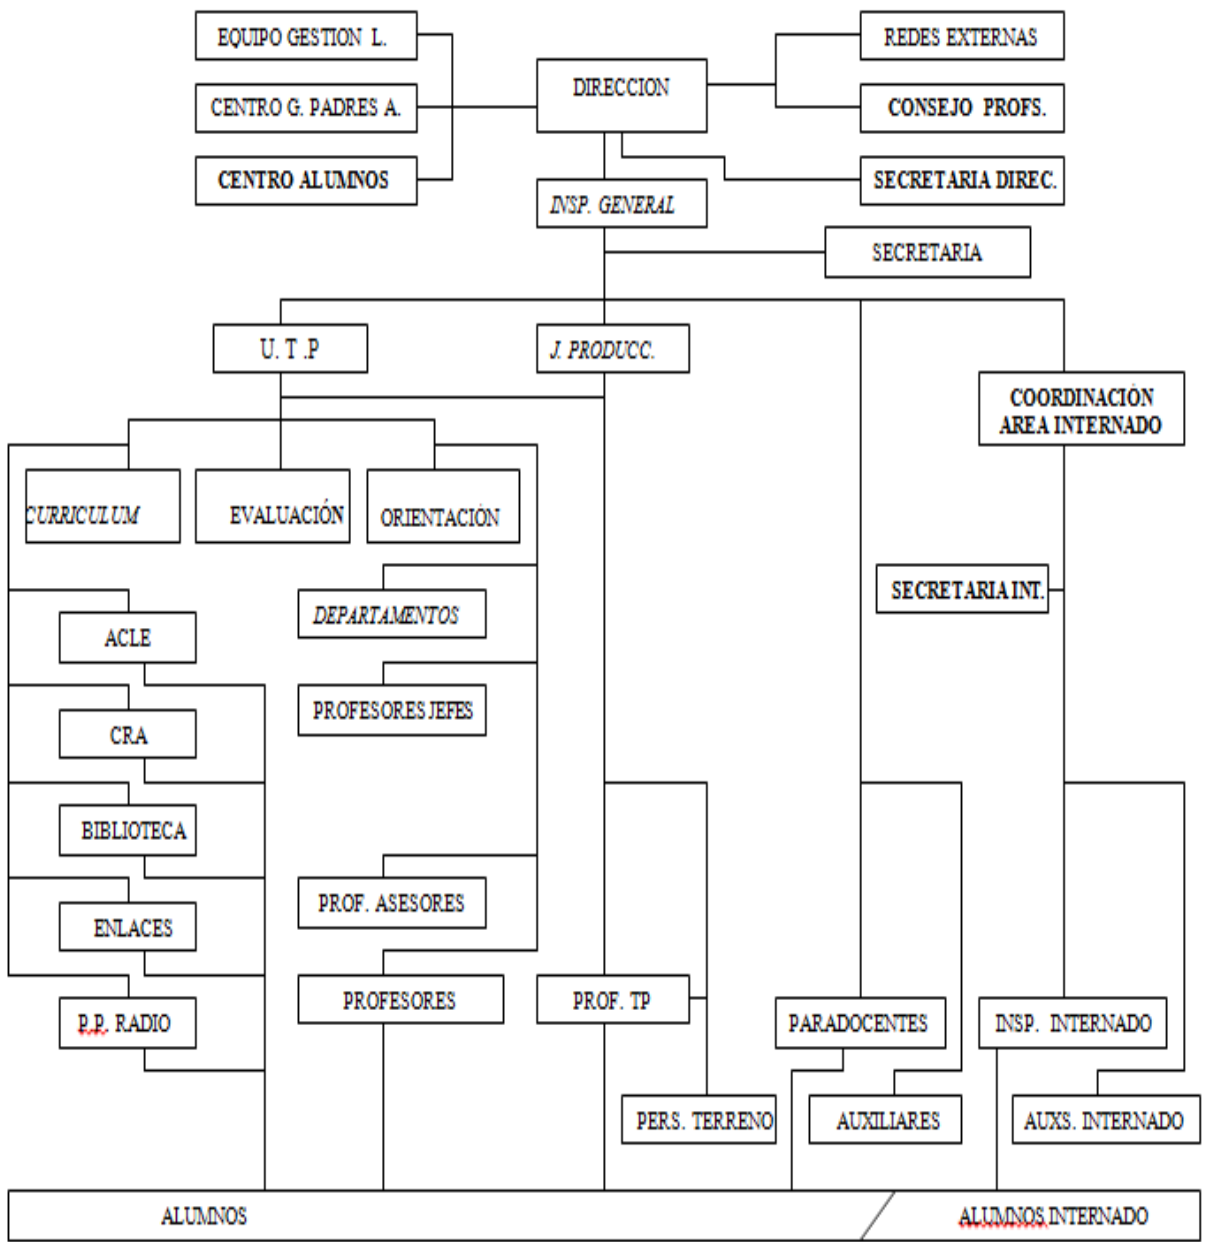 EQUIPO GESTION L.
REDES EXTERNAS
DIRECCION
CENTRO G. PADRES A.
CONSEJO PROFS.
CENTRO ALUMNOS
SECRETARIA DIREC.
INSP. GENERAL
SECRETARIA
U. T .P
J. PRODUCC.
COORDINACIÓN
AREA INTERNADO
CURRICULUM
EVALUACIÓN
ORIENTACIÓN
SECRETARIA INT.
DEPARTAMENTOS
ACLE
PROFESORES JEFES
CRA
BIBLIOTECA
PROF. ASESORES
ENLACES
PROFESORES
PROF. TP
P.P. RADIO
PARADOCENTES
INSP. INTERNADO
PERS. TERRENO
AUXILIARES
AUXS. INTERNADO
ALUMNOS
ALUMNOS INTERNADO